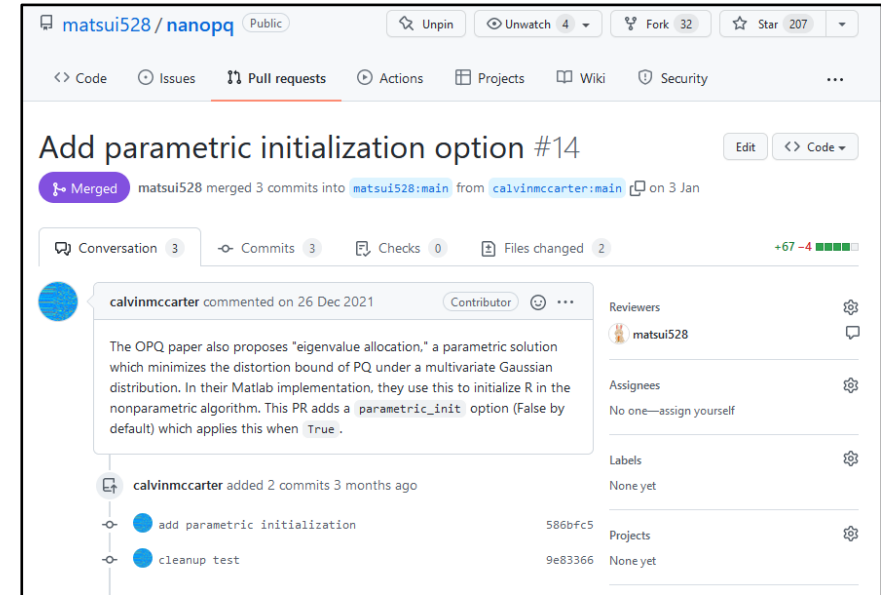 matsui528 / nanopq Public
Unpin
Unwatch 4
Fork 32
Star 207
<> Code
Issues
Pull requests
Actions
Projects
Wiki
Security
...
Add parametric initialization option #14
Edit
<> Code
Merged
matsui528 merged 3 commits into matsui528:main from calvinmccarter:main on 3 Jan
Conversation 3
Commits 3
Checks 0
Files changed 2
+67 −4
calvinmccarter commented on 26 Dec 2021
Contributor
...
The OPQ paper also proposes "eigenvalue allocation," a parametric solution
which minimizes the distortion bound of PQ under a multivariate Gaussian
distribution. In their Matlab implementation, they use this to initialize R in the
nonparametric algorithm. This PR adds a parametric_init option (False by
default) which applies this when True.
calvinmccarter added 2 commits 3 months ago
add parametric initialization 586bfc5
cleanup test 9e83366
Reviewers
matsui528
Assignees
No one—assign yourself
Labels
None yet
Projects
None yet